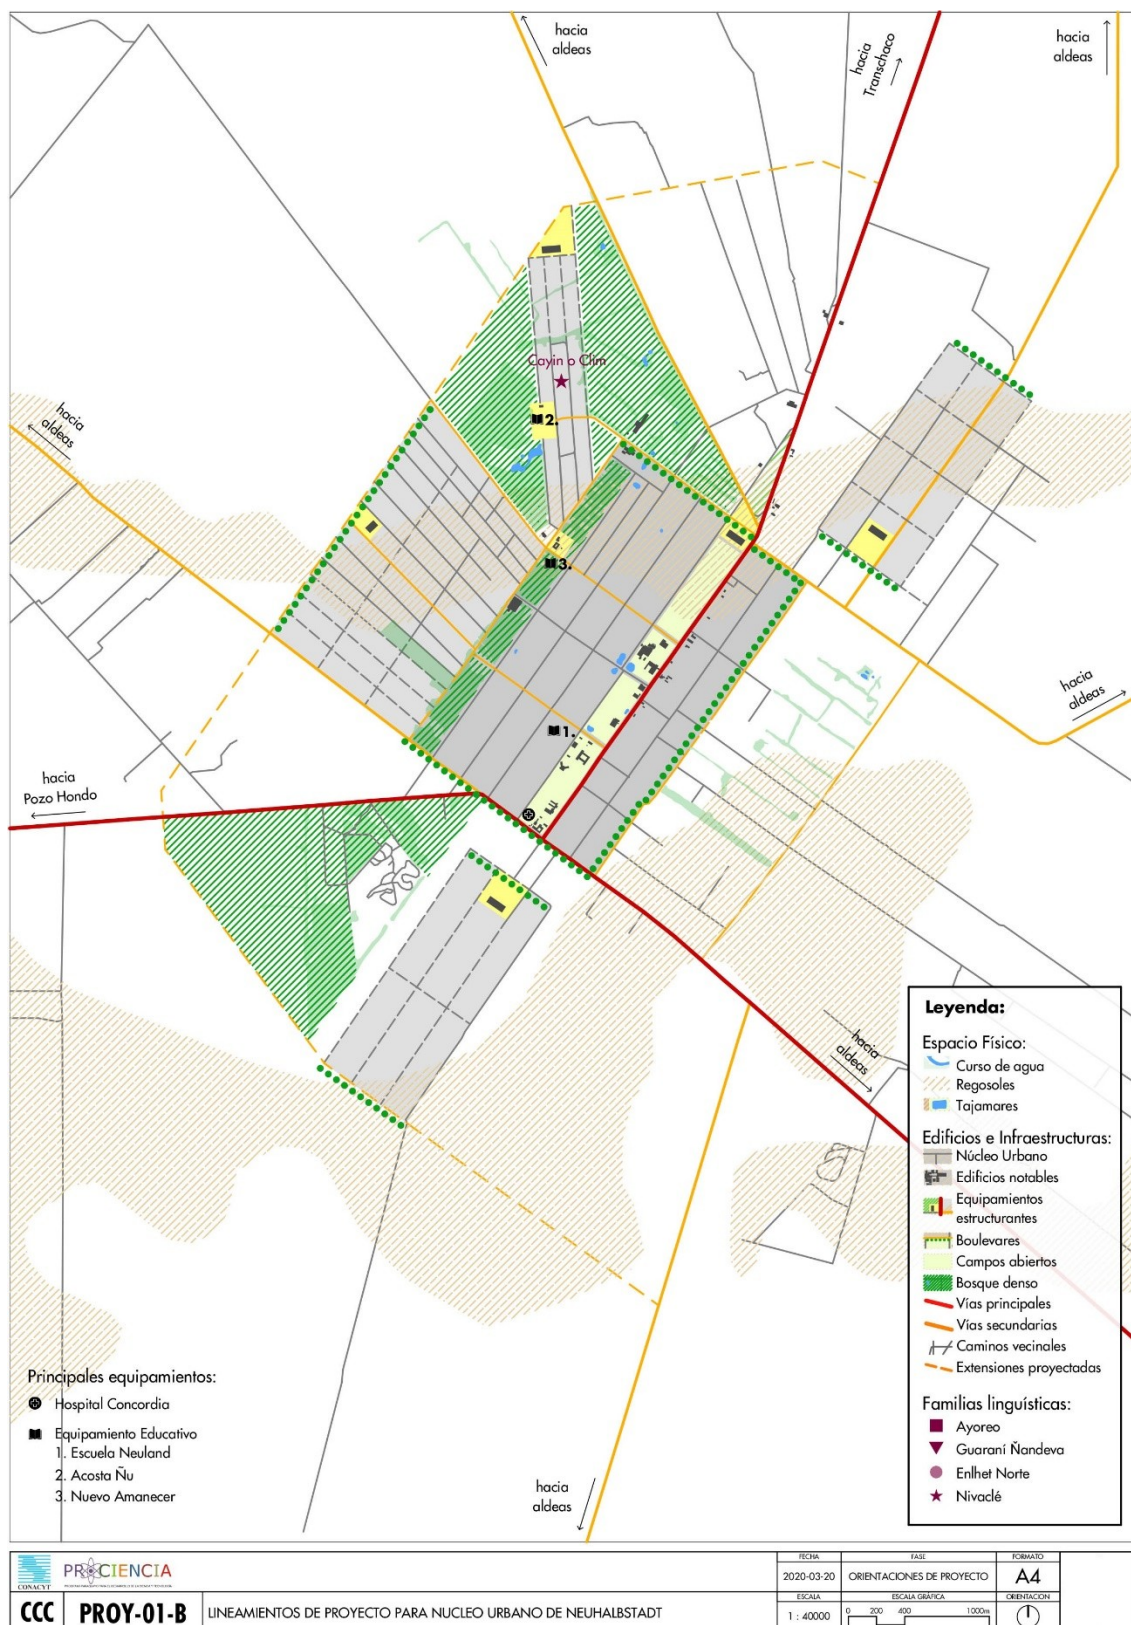 hacia
aldeas
hacia
Transchaco
hacia
aldeas
Cayin o Clim
hacia
aldeas
2.
3.
hacia
aldeas
1.
hacia
Pozo Hondo
hacia
aldeas
hacia
aldeas
Leyenda:
Espacio Físico:
Curso de agua
Regosoles
Tajamares
Edificios e Infraestructuras:
Núcleo Urbano
Edificios notables
Equipamientos
estructurantes
Boulevares
Campos abiertos
Bosque denso
Vías principales
Vías secundarias
Caminos vecinales
Extensiones proyectadas
Familias linguísticas:
Ayoreo
Guaraní Ñandeva
Enlhet Norte
Nivaclé
Principales equipamientos:
Hospital Concordia
Equipamiento Educativo
1. Escuela Neuland
2. Acosta Ñu
3. Nuevo Amanecer
CONACYT
PROCIENCIA
CCC
PROY-01-B
LINEAMIENTOS DE PROYECTO PARA NUCLEO URBANO DE NEUHALBSTADT
FECHA
2020-03-20
FASE
ORIENTACIONES DE PROYECTO
FORMATO
A4
ESCALA
1 : 40000
ESCALA GRÁFICA
0 200 400 1000m
ORIENTACION